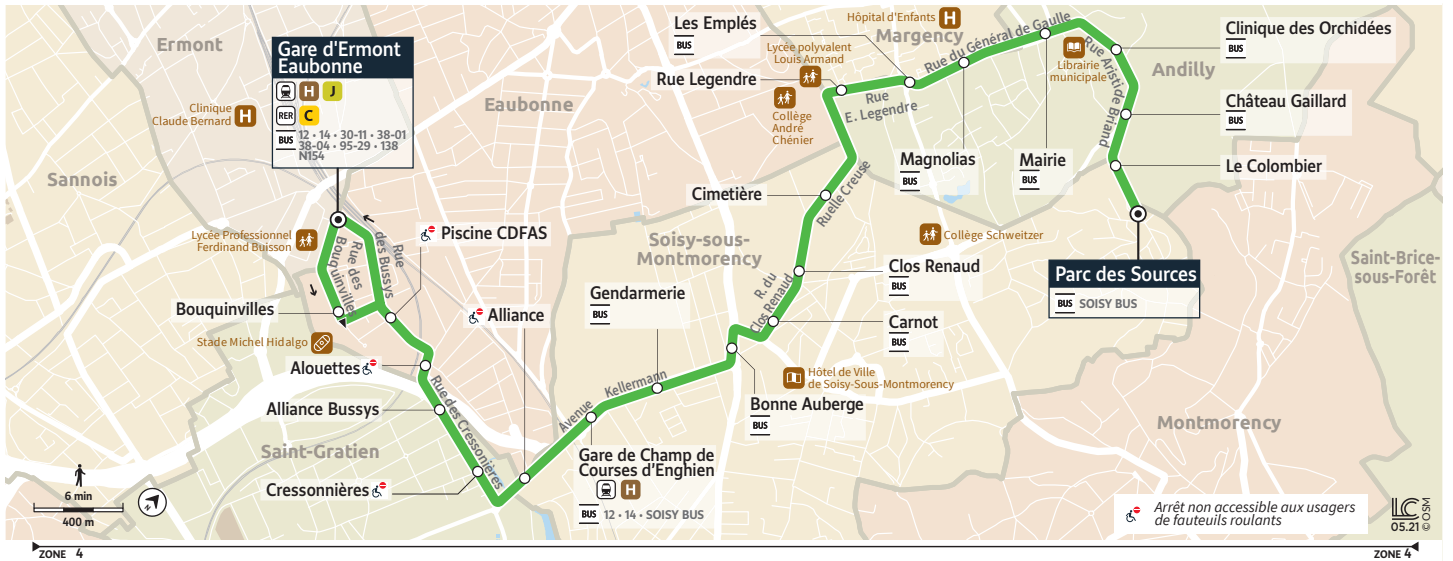 Ermont
Gare d'Ermont
Eaubonne
H J
RER C
BUS 12 • 14 • 30-11 • 38-01
38-04 • 95-29 • 138
N154
Clinique
Claude Bernard H
Sannois
Eaubonne
Lycée Professionnel
Ferdinand Buisson
Rue des
Bouquinvilles
Rue
des Bussys
Piscine CDFAS
Bouquinvilles
Stade Michel Hidalgo
Alouettes
Alliance Bussys
Saint-Gratien
Cressonnières
Rue des Cressonières
Alliance
Avenue Kellermann
Gendarmerie
BUS
Gare de Champ de
Courses d'Enghien
H
BUS 12 • 14 • SOISY BUS
Soisy-sous-
Montmorency
Bonne Auberge
BUS
Hôtel de Ville
de Soisy-Sous-Montmorency
Carnot
BUS
Clos Renaud
BUS
R. du
Clos Renaud
Cimetière
Ruelle Creuse
Collège Schweitzer
Les Emplés
BUS
Rue Legendre
Lycée polyvalent
Louis Armand
Collège
André
Chénier
Rue
E. Legendre
Hôpital d'Enfants H
Margency
Rue du Général de Gaulle
Magnolias
BUS
Mairie
BUS
Librairie
municipale
Rue Aristide Briand
Andilly
Clinique des Orchidées
BUS
Château Gaillard
BUS
Le Colombier
Parc des Sources
BUS SOISY BUS
Saint-Brice-
sous-Forêt
Montmorency
6 min
400 m
N
Arrêt non accessible aux usagers
de fauteuils roulants
LC
05.21
© OSM
ZONE 4
ZONE 4